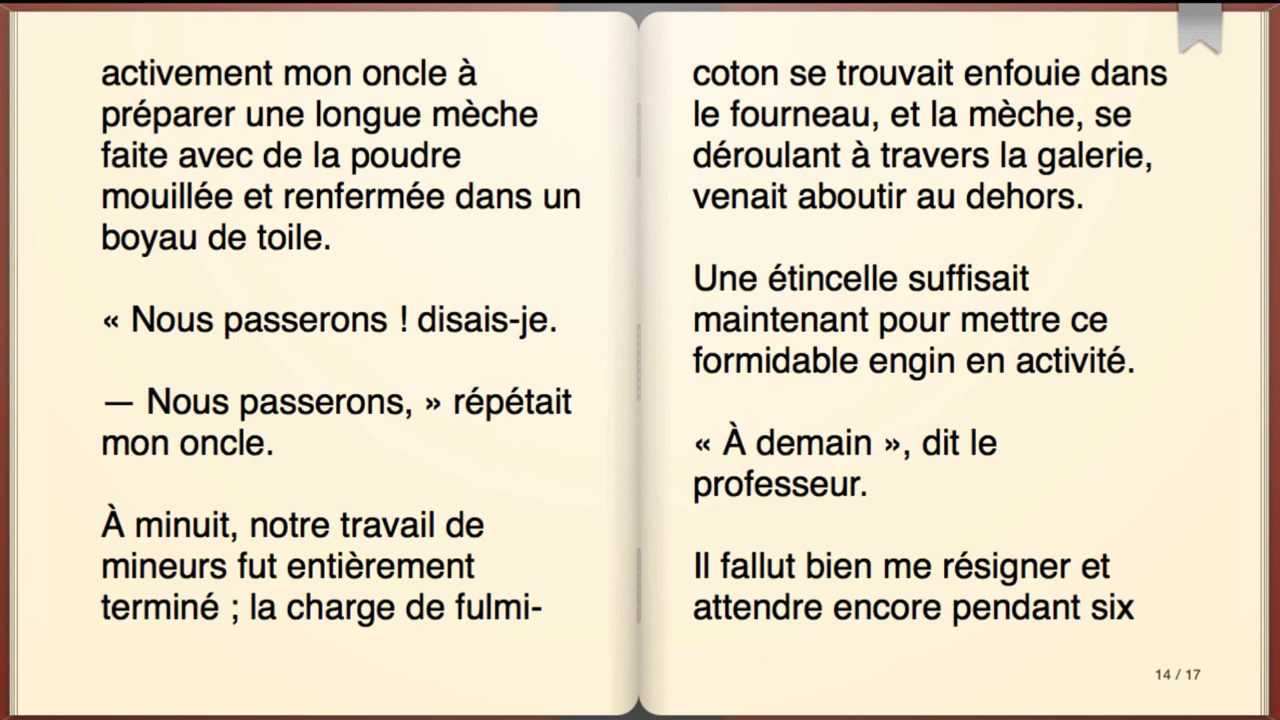 activement mon oncle à
préparer une longue mèche
faite avec de la poudre
mouillée et renfermée dans un
boyau de toile.
« Nous passerons ! disais-je.
— Nous passerons, » répétait
mon oncle.
À minuit, notre travail de
mineurs fut entièrement
terminé ; la charge de fulmi-
coton se trouvait enfouie dans
le fourneau, et la mèche, se
déroulant à travers la galerie,
venait aboutir au dehors.
Une étincelle suffisait
maintenant pour mettre ce
formidable engin en activité.
« À demain », dit le
professeur.
Il fallut bien me résigner et
attendre encore pendant six
14 / 17